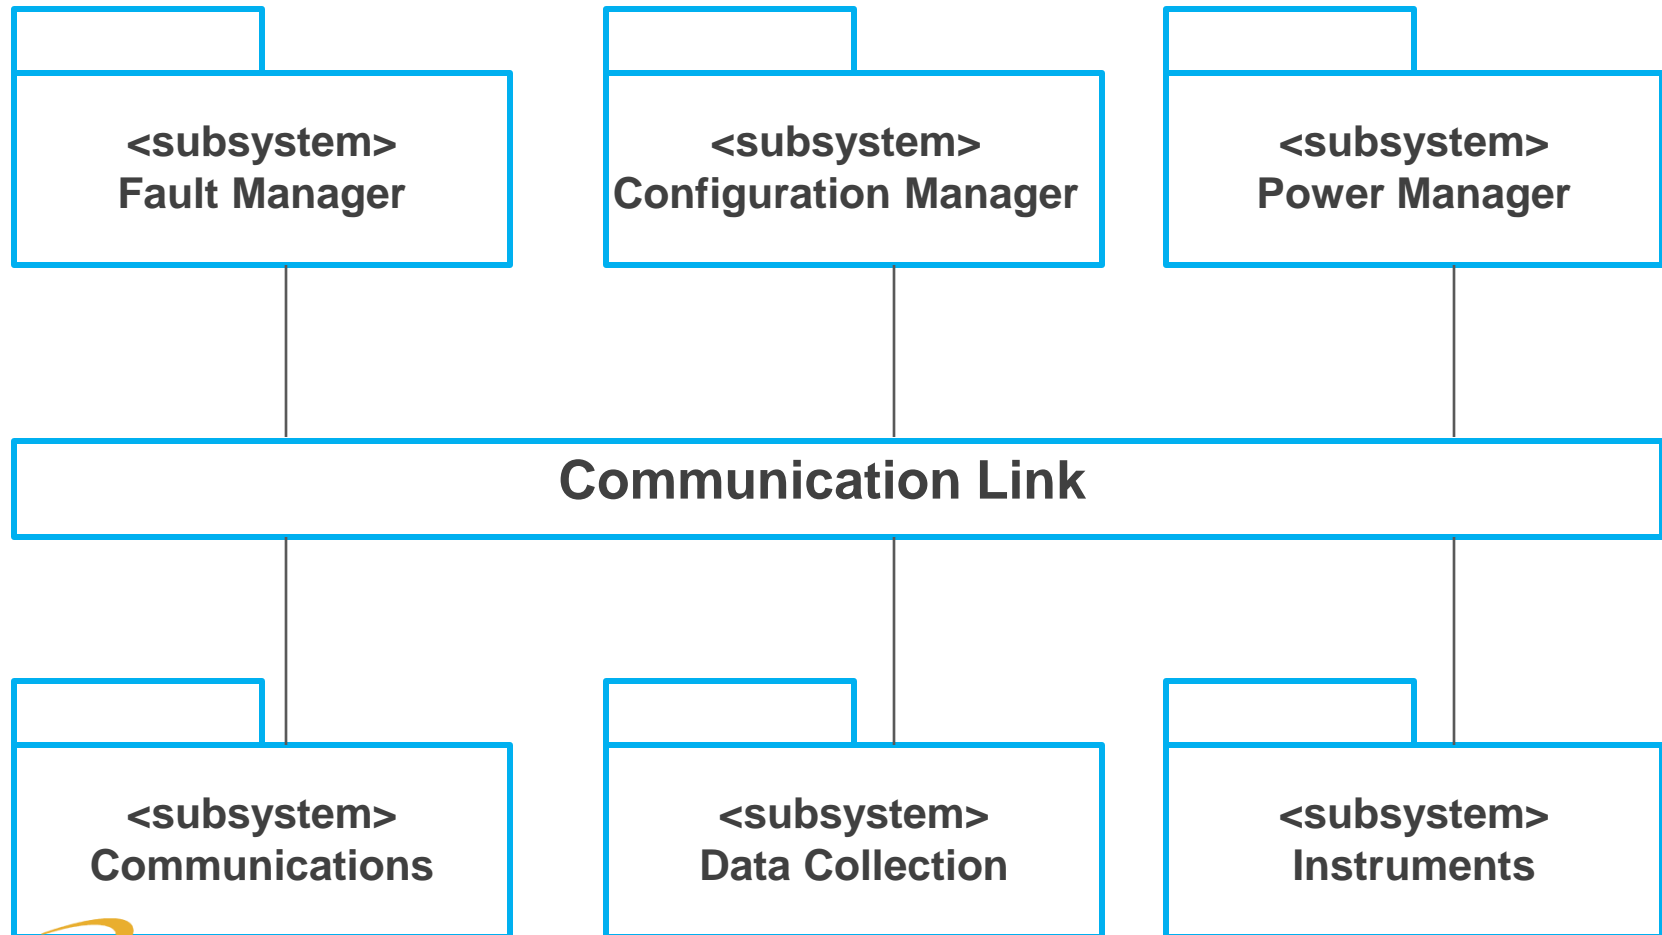 <subsystem>
Fault Manager
<subsystem>
Configuration Manager
<subsystem>
Power Manager
Communication Link
<subsystem>
Communications
<subsystem>
Data Collection
<subsystem>
Instruments